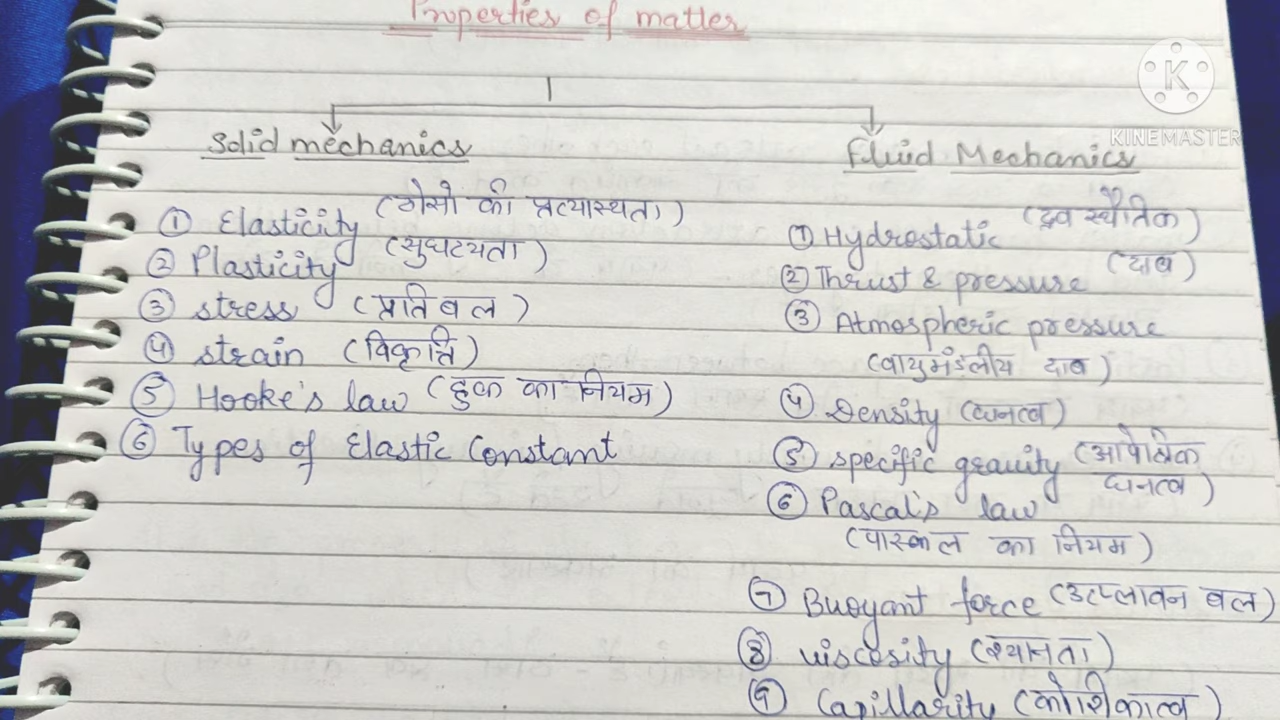 Properties of matter
Solid mechanics
① Elasticity (ठोसो की प्रत्यास्थता)
② Plasticity (सुघटयता)
③ stress (प्रतिबल)
④ strain (विकृति)
⑤ Hooke's law (हुक का नियम)
⑥ Types of Elastic Constant
Fluid Mechanics
① Hydrostatic (द्रव स्थैतिक)
② Thrust & pressure (दाब)
③ Atmospheric pressure
(वायुमंडलीय दाब)
④ Density (घनत्व)
⑤ specific gravity (आपेक्षिक
घनत्व)
⑥ Pascal's law
(पास्कल का नियम)
⑦ Buoyant force (उत्प्लावन बल)
⑧ viscosity (श्यानता)
⑨ Capillarity (कोशिकात्व)
K
KINEMASTER